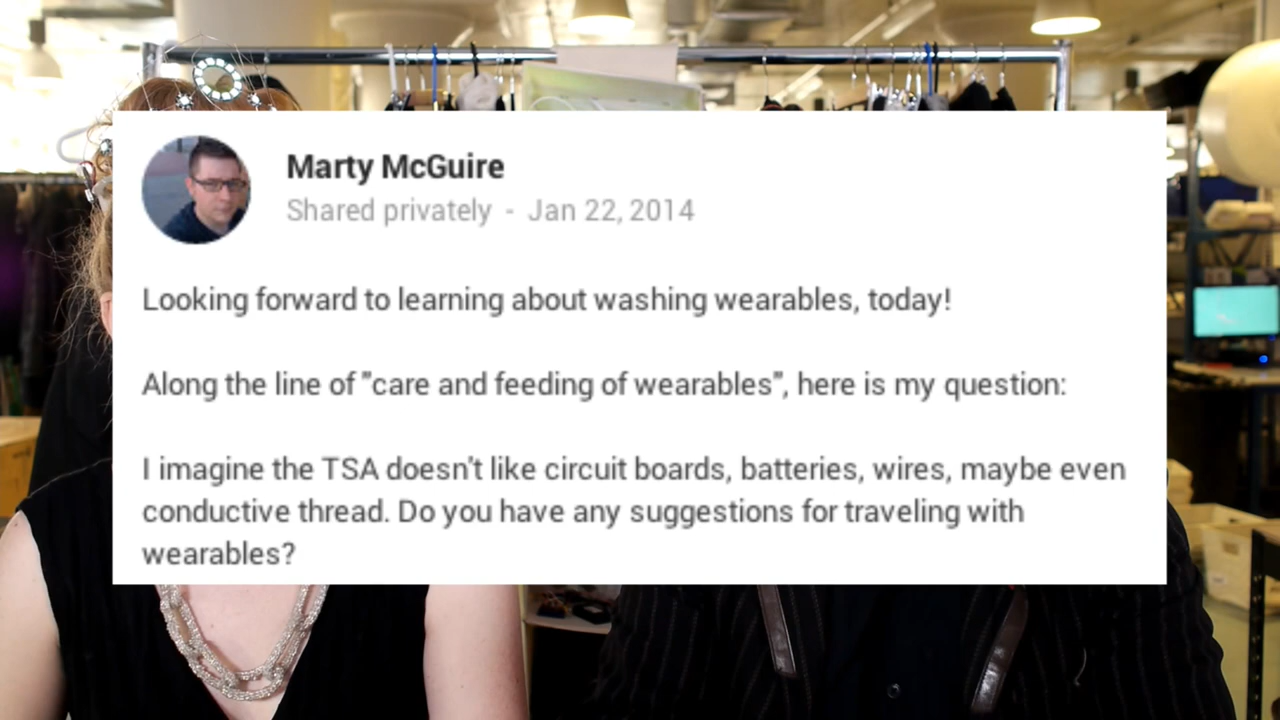 Marty McGuire
Shared privately - Jan 22, 2014
Looking forward to learning about washing wearables, today!
Along the line of "care and feeding of wearables", here is my question:
I imagine the TSA doesn't like circuit boards, batteries, wires, maybe even
conductive thread. Do you have any suggestions for traveling with
wearables?